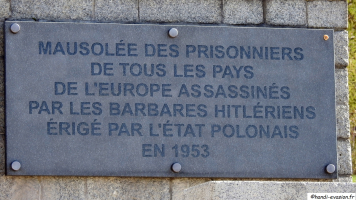 MAUSOLÉE DES PRISONNIERS
DE TOUS LES PAYS
DE L'EUROPE ASSASSINÉS
PAR LES BARBARES HITLÉRIENS
ÉRIGÉ PAR L'ÉTAT POLONAIS
EN 1953
©handi-evasion.fr